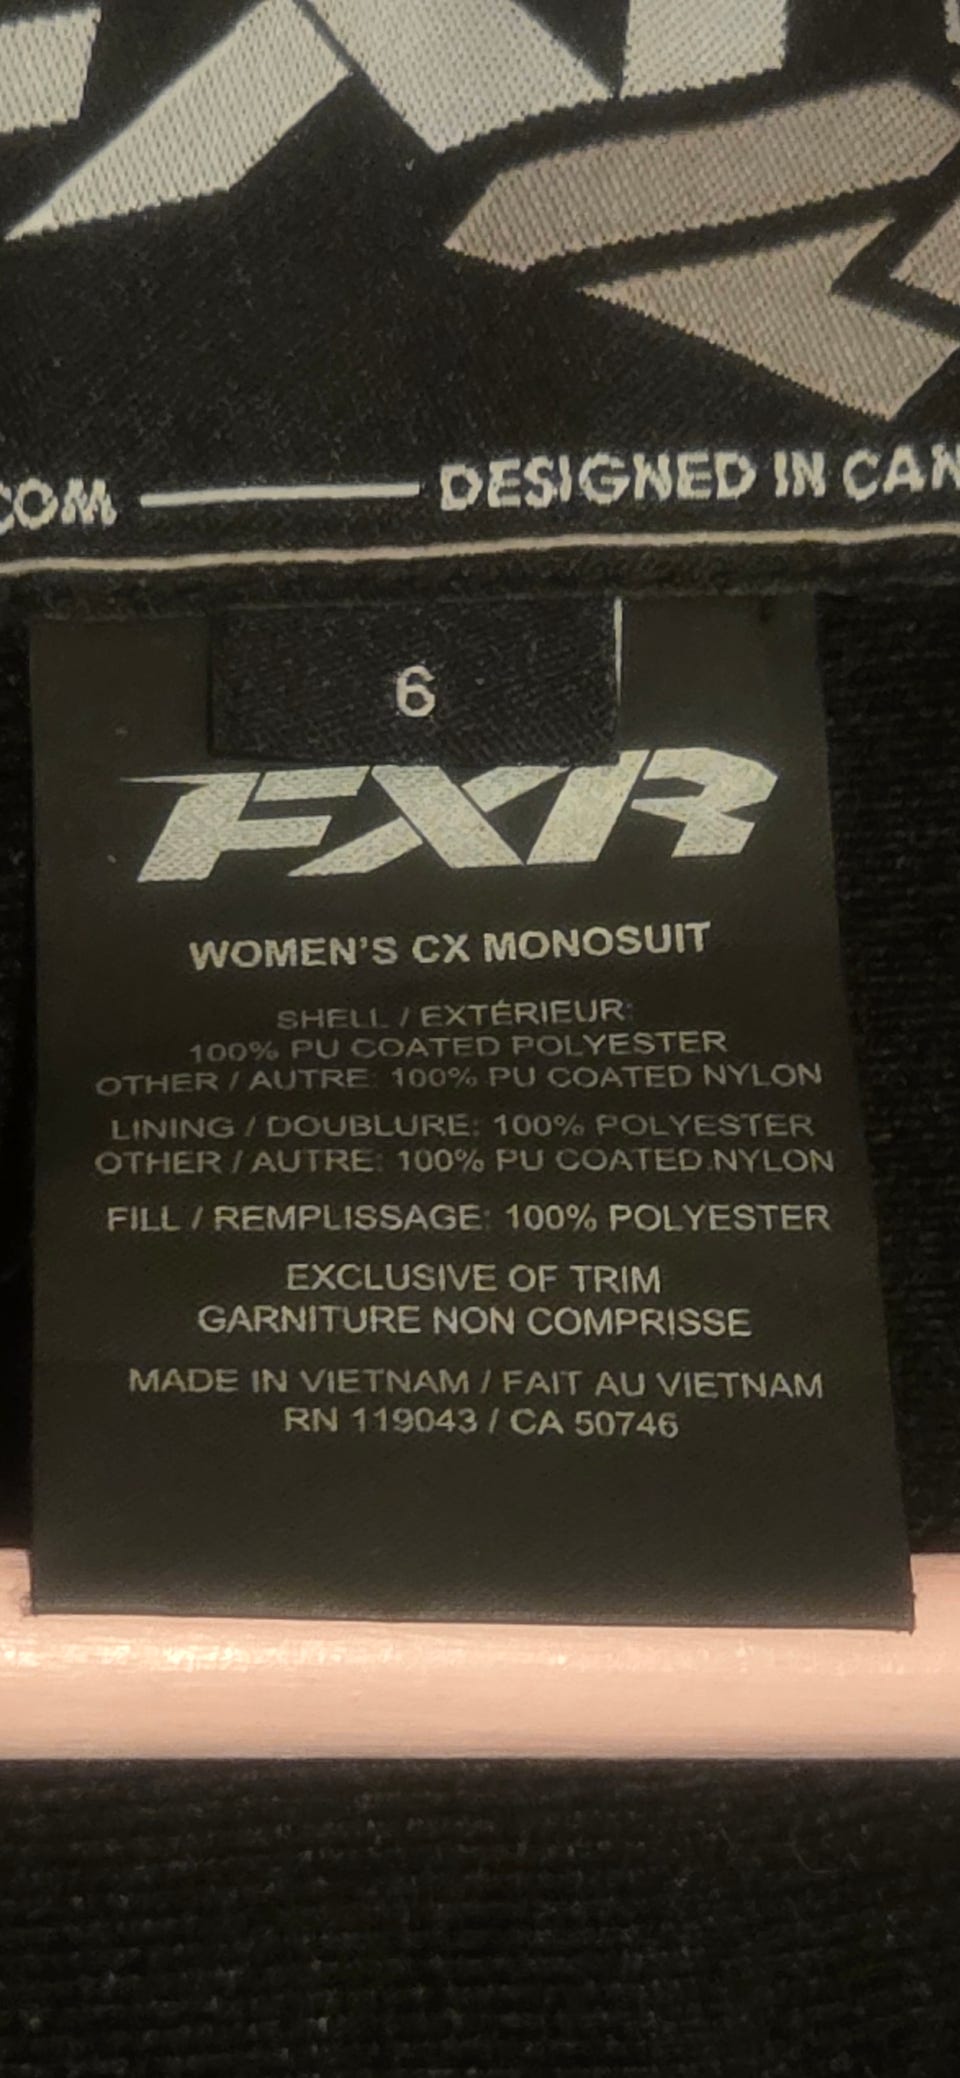 COM — DESIGNED IN CAN
6
FXR
WOMEN'S CX MONOSUIT
SHELL / EXTÉRIEUR:
100% PU COATED POLYESTER
OTHER / AUTRE: 100% PU COATED NYLON
LINING / DOUBLURE: 100% POLYESTER
OTHER / AUTRE: 100% PU COATED NYLON
FILL / REMPLISSAGE: 100% POLYESTER
EXCLUSIVE OF TRIM
GARNITURE NON COMPRISSE
MADE IN VIETNAM / FAIT AU VIETNAM
RN 119043 / CA 50746